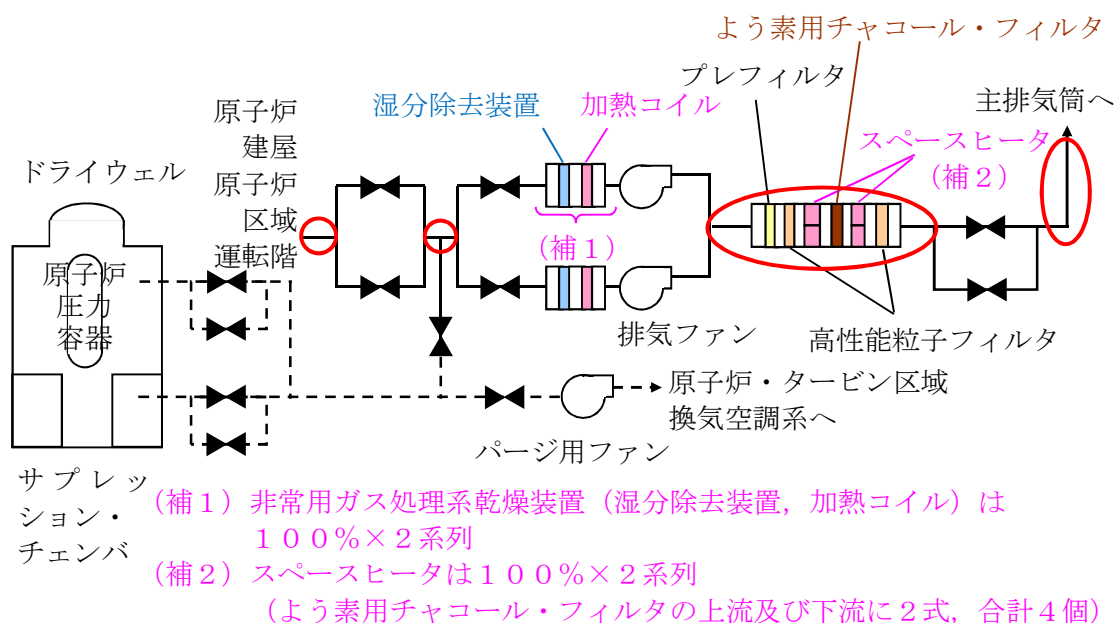 よう素用チャコール・フィルタ
プレフィルタ
湿分除去装置
加熱コイル
主排気筒へ
スペースヒータ
(補2)
原子炉
建屋
原子炉
区域
運転階
ドライウェル
(補1)
原子炉
圧力
容器
排気ファン
高性能粒子フィルタ
原子炉・タービン区域
換気空調系へ
パージ用ファン
サプレッ
ション・
チェンバ
(補1)非常用ガス処理系乾燥装置(湿分除去装置,加熱コイル)は
100%×2系列
(補2)スペースヒータは100%×2系列
(よう素用チャコール・フィルタの上流及び下流に2式,合計4個)